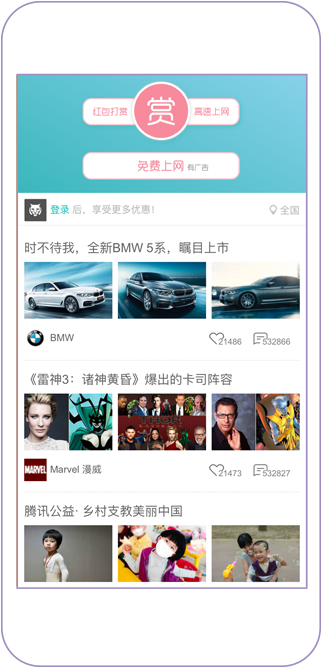 红包打赏
赏
高速上网
免费上网 有广告
登录 后，享受更多优惠！
全国
时不待我，全新BMW 5系，瞩目上市
BMW
21486
532866
《雷神3：诸神黄昏》爆出的卡司阵容
THOR
MARVEL
Marvel 漫威
21473
532827
腾讯公益· 乡村支教美丽中国